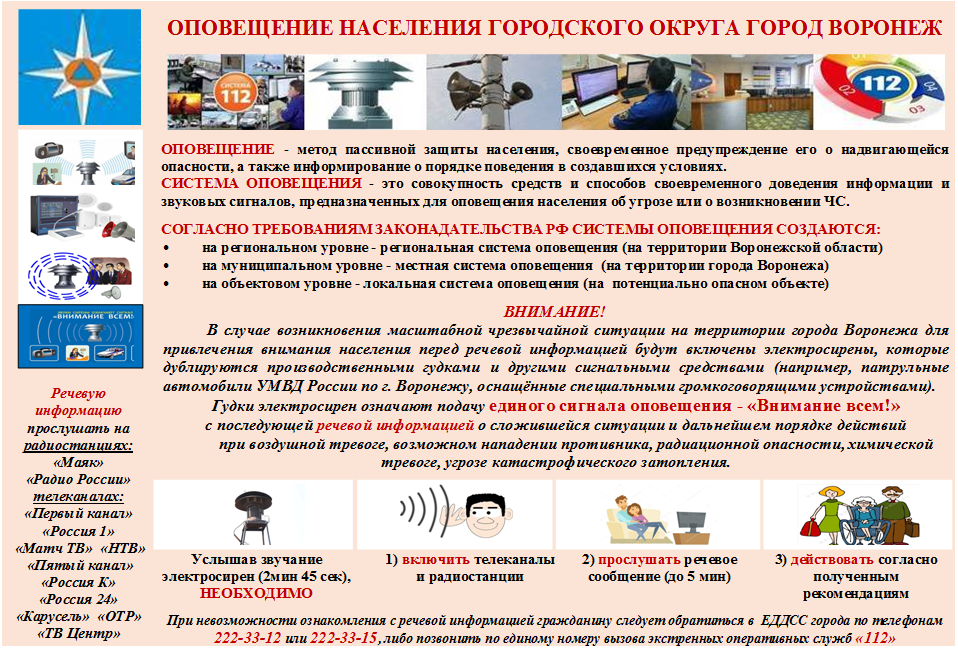 ОПОВЕЩЕНИЕ НАСЕЛЕНИЯ ГОРОДСКОГО ОКРУГА ГОРОД ВОРОНЕЖ
СИСТЕМА
112
112
02
03
ОПОВЕЩЕНИЕ - метод пассивной защиты населения, своевременное предупреждение его о надвигающейся
опасности, а также информирование о порядке поведения в создавшихся условиях.
СИСТЕМА ОПОВЕЩЕНИЯ - это совокупность средств и способов своевременного доведения информации и
звуковых сигналов, предназначенных для оповещения населения об угрозе или о возникновении ЧС.
СОГЛАСНО ТРЕБОВАНИЯМ ЗАКОНАДАТЕЛЬСТВА РФ СИСТЕМЫ ОПОВЕЩЕНИЯ СОЗДАЮТСЯ:
• на региональном уровне - региональная система оповещения (на территории Воронежской области)
• на муниципальном уровне - местная система оповещения (на территории города Воронежа)
• на объектовом уровне - локальная система оповещения (на потенциально опасном объекте)
ВНИМАНИЕ!
В случае возникновения масштабной чрезвычайной ситуации на территории города Воронежа для
привлечения внимания населения перед речевой информацией будут включены электросирены, которые
дублируются производственными гудками и другими сигнальными средствами (например, патрульные
автомобили УМВД России по г. Воронежу, оснащённые специальными громкоговорящими устройствами).
Гудки электросирен означают подачу единого сигнала оповещения - «Внимание всем!»
с последующей речевой информацией о сложившейся ситуации и дальнейшем порядке действий
при воздушной тревоге, возможном нападении противника, радиационной опасности, химической
тревоге, угрозе катастрофического затопления.
«ВНИМАНИЕ ВСЕМ!»
Речевую
информацию
прослушать на
радиостанциях:
«Маяк»
«Радио России»
телеканалах:
«Первый канал»
«Россия 1»
«Матч ТВ» «НТВ»
«Пятый канал»
«Россия К»
«Россия 24»
«Карусель» «ОТР»
«ТВ Центр»
Услышав звучание
электросирен (2мин 45 сек),
НЕОБХОДИМО
1) включить телеканалы
и радиостанции
2) прослушать речевое
сообщение (до 5 мин)
3) действовать согласно
полученным
рекомендациям
При невозможности ознакомления с речевой информацией гражданину следует обратиться в ЕДДСС города по телефонам
222-33-12 или 222-33-15, либо позвонить по единому номеру вызова экстренных оперативных служб «112»